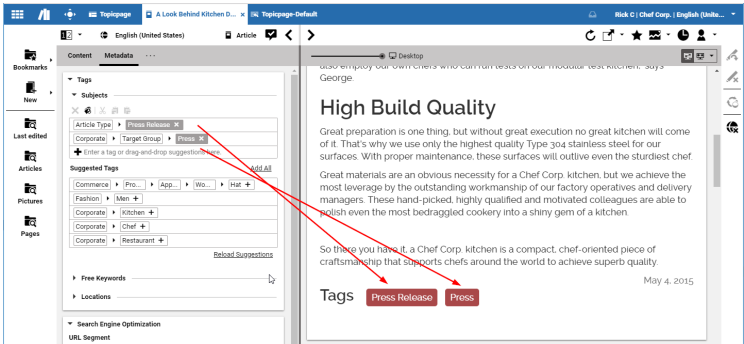 Topicpage
A Look Behind Kitchen D... ×
Topicpage-Default
Rick C | Chef Corp. | English (Unite...
English (United States)
Article
Bookmarks
New
Last edited
Articles
Pictures
Pages
Content Metadata ...
Tags
Subjects
Article Type Press Release ×
Corporate Target Group Press ×
Enter a tag or drag-and-drop suggestions here.
Suggested Tags Add All
Commerce Pro... App... Wo... Hat +
Fashion Men +
Corporate Kitchen +
Corporate Chef +
Corporate Restaurant +
Reload Suggestions
Free Keywords
Locations
Search Engine Optimization
URL Segment
Desktop
also employ our own chefs who can run tests on our modular test kitchen," says
George.
High Build Quality
Great preparation is one thing, but without great execution no great kitchen will come
of it. That's why we use only the highest quality Type 304 stainless steel for our
surfaces. With proper maintenance, these surfaces will outlive even the sturdiest chef.
Great materials are an obvious necessity for a Chef Corp. kitchen, but we achieve the
most leverage by the outstanding workmanship of our factory operatives and delivery
managers. These hand-picked, highly qualified and motivated colleagues are able to
polish even the most bedraggled cookery into a shiny gem of a kitchen.
So there you have it, a Chef Corp. kitchen is a compact, chef-oriented piece of
craftsmanship that supports chefs around the world to achieve superb quality.
May 4, 2015
Tags Press Release Press